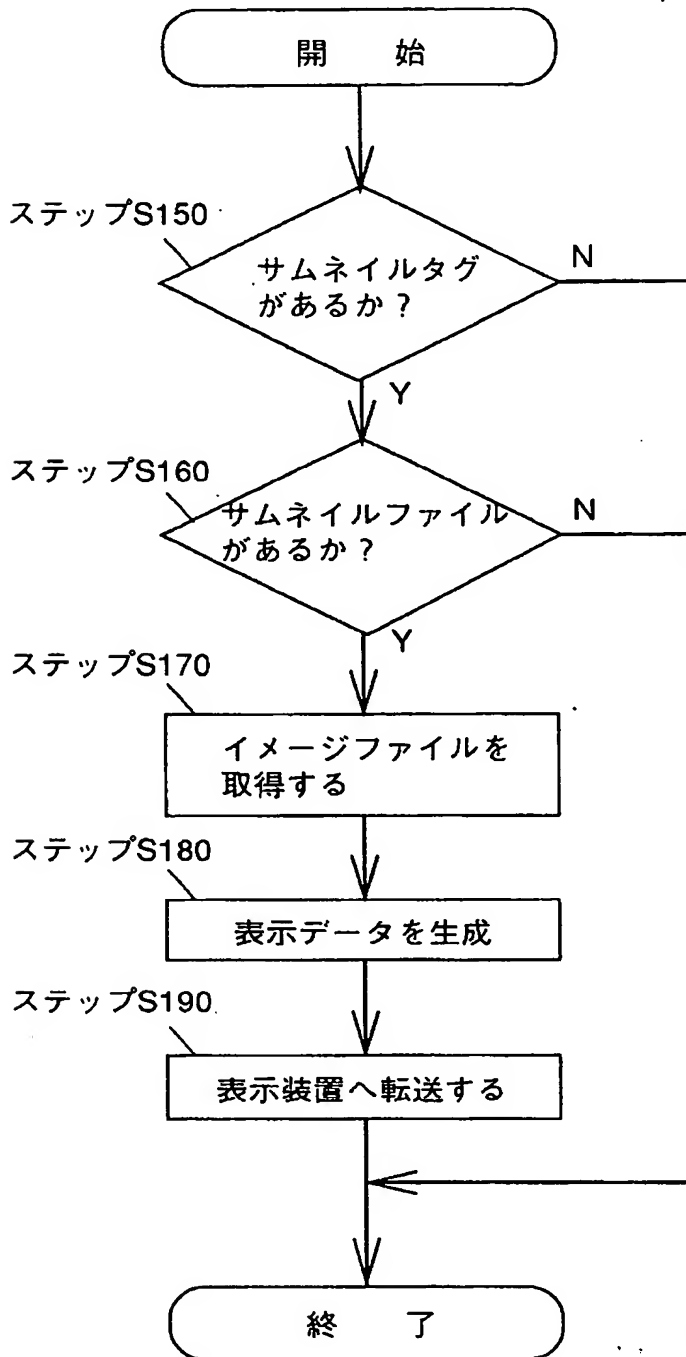 開 始
ステップS150
サムネイルタグ
があるか？
N
Y
ステップS160
サムネイルファイル
があるか？
N
Y
ステップS170
イメージファイルを
取得する
ステップS180
表示データを生成
ステップS190
表示装置へ転送する
終 了